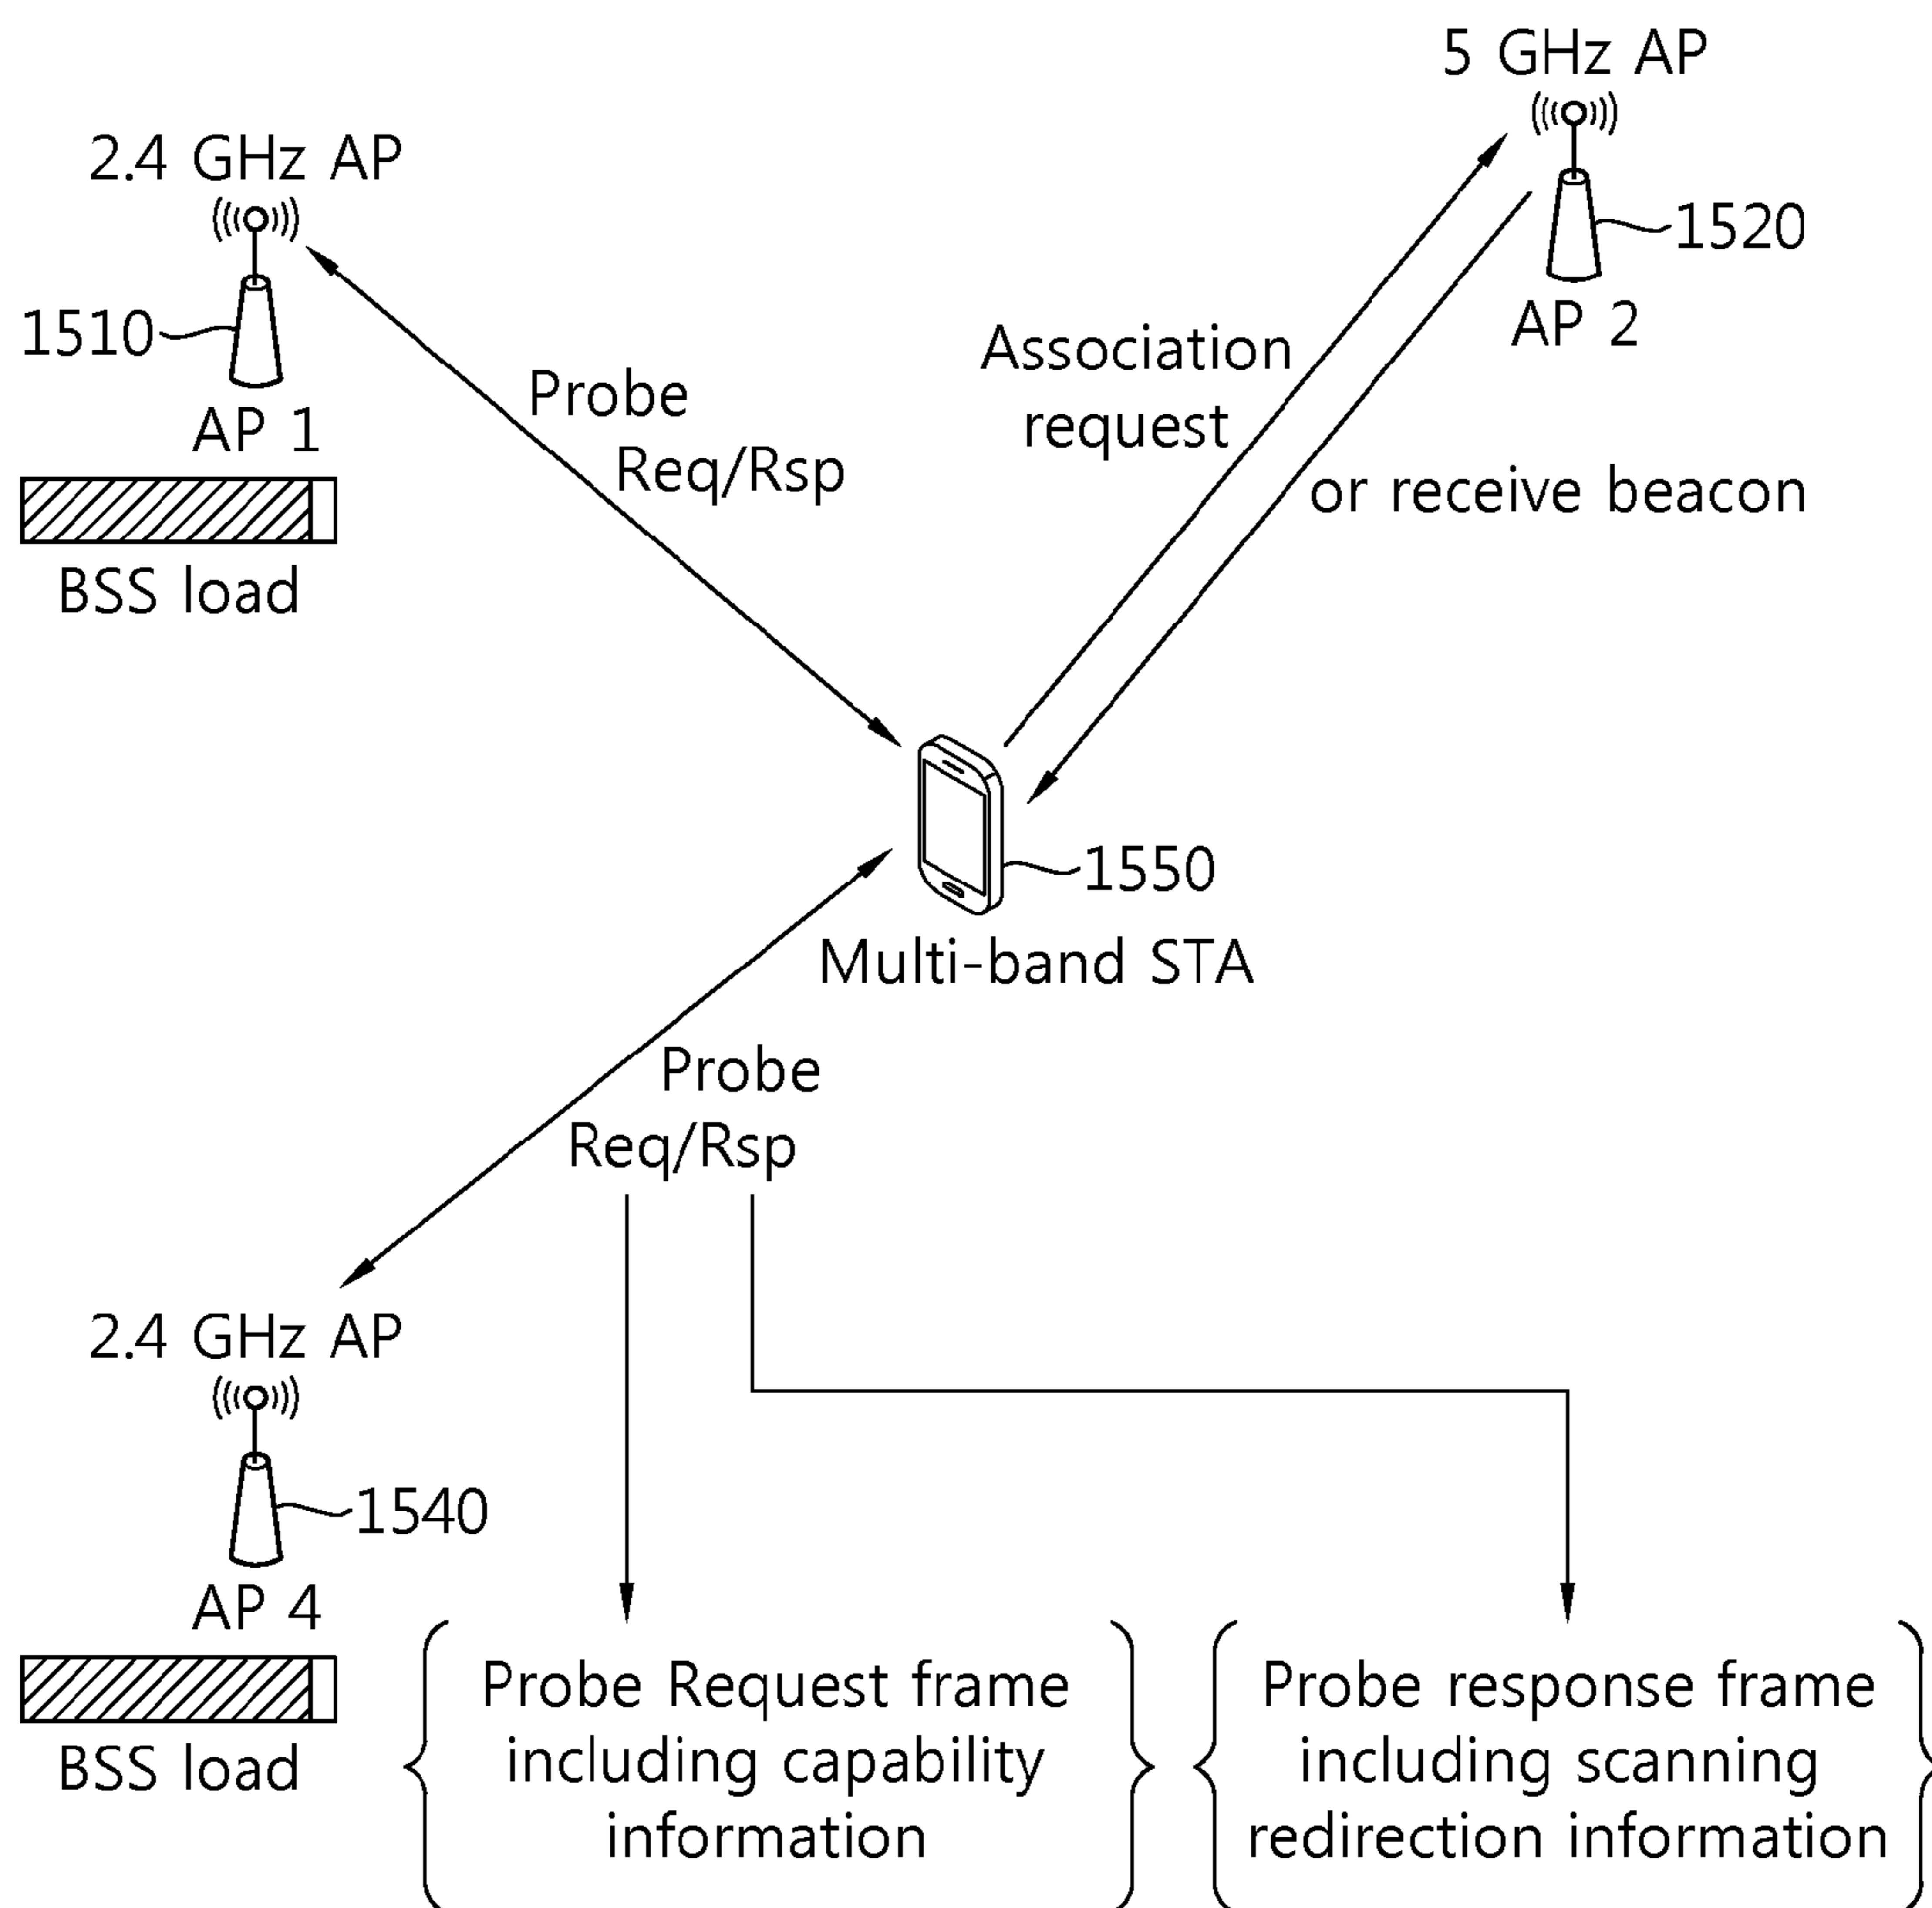 5 GHz AP
2.4 GHz AP
1520
1510
AP 2
AP 1
Association
request
Probe
Req/Rsp
or receive beacon
BSS load
1550
Multi-band STA
Probe
Req/Rsp
2.4 GHz AP
1540
AP 4
BSS load
Probe Request frame
including capability
information
Probe response frame
including scanning
redirection information